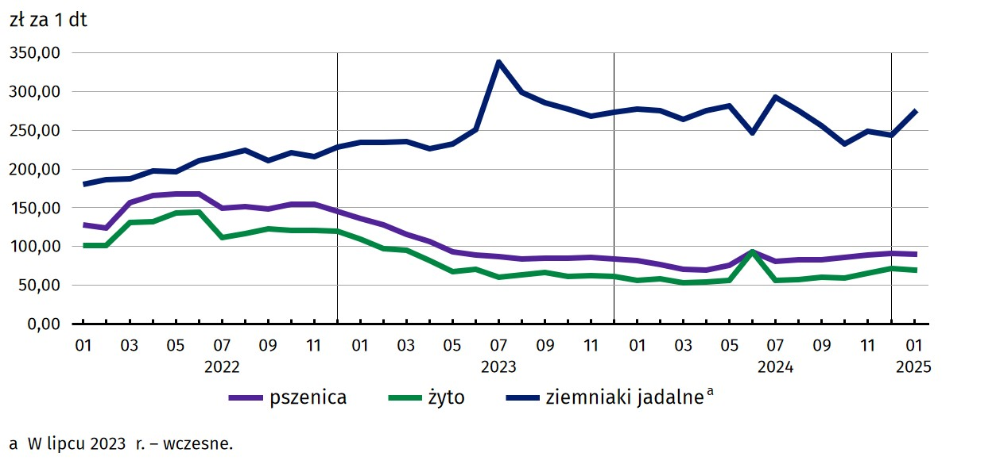 zł za 1 dt
350,00
300,00
250,00
200,00
150,00
100,00
50,00
0,00
01 03 05 07 09 11 01 03 05 07 09 11 01 03 05 07 09 11 01
2022 2023 2024 2025
pszenica żyto ziemniaki jadalneᵃ
a W lipcu 2023 r. – wczesne.